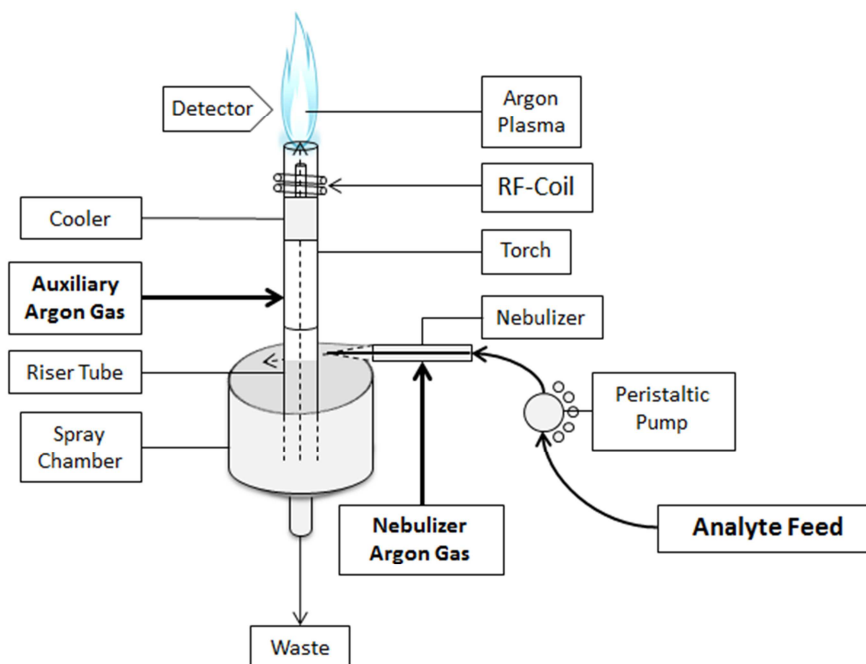 Detector
Argon
Plasma
RF-Coil
Cooler
Torch
Auxiliary
Argon Gas
Nebulizer
Riser Tube
Peristaltic
Pump
Spray
Chamber
Nebulizer
Argon Gas
Analyte Feed
Waste